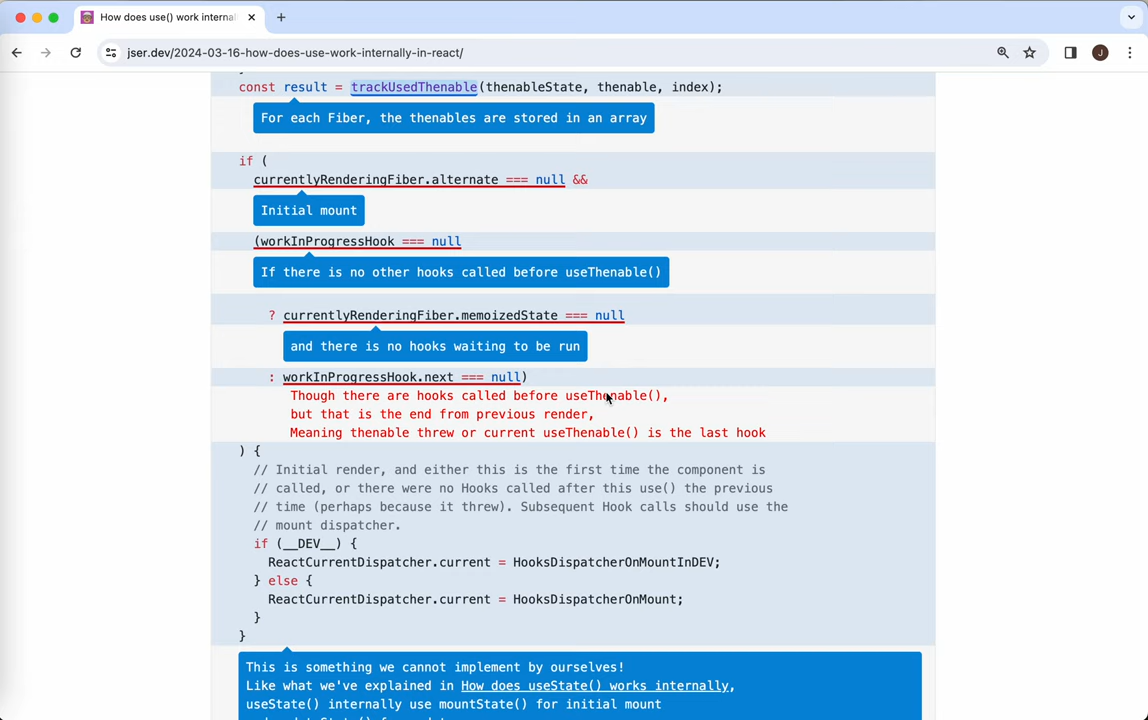 How does use() work interna
jser.dev/2024-03-16-how-does-use-work-internally-in-react/
J
const result = trackUsedThenable(thenableState, thenable, index);
For each Fiber, the thenables are stored in an array
if (
currentlyRenderingFiber.alternate === null &&
Initial mount
(workInProgressHook === null
If there is no other hooks called before useThenable()
? currentlyRenderingFiber.memoizedState === null
and there is no hooks waiting to be run
: workInProgressHook.next === null)
Though there are hooks called before useThenable(),
but that is the end from previous render,
Meaning thenable threw or current useThenable() is the last hook
) {
// Initial render, and either this is the first time the component is
// called, or there were no Hooks called after this use() the previous
// time (perhaps because it threw). Subsequent Hook calls should use the
// mount dispatcher.
if (__DEV__) {
ReactCurrentDispatcher.current = HooksDispatcherOnMountInDEV;
} else {
ReactCurrentDispatcher.current = HooksDispatcherOnMount;
}
}
This is something we cannot implement by ourselves!
Like what we've explained in How does useState() works internally,
useState() internally use mountState() for initial mount